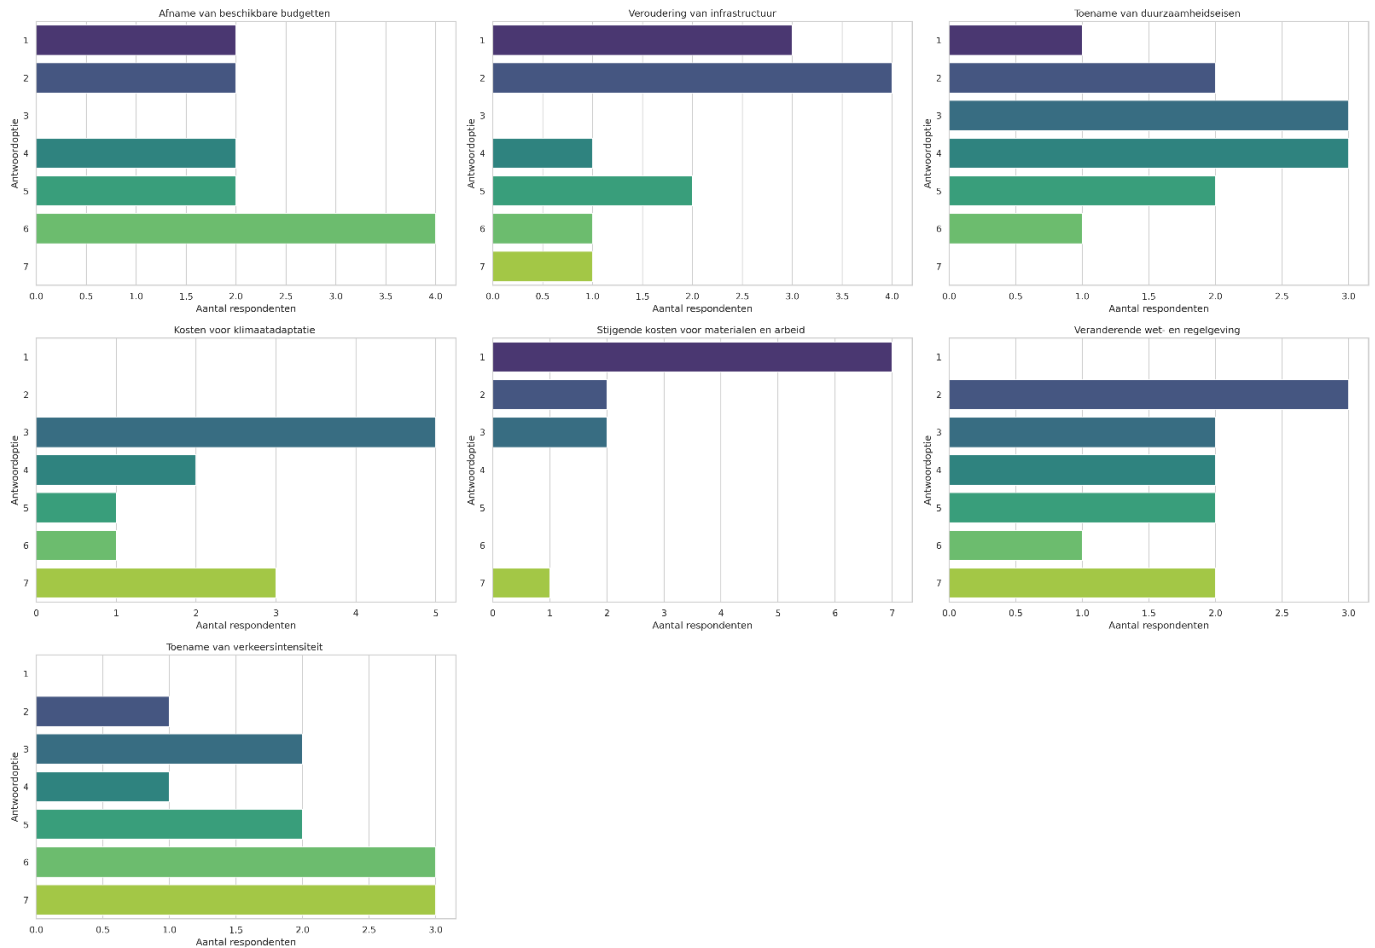 Afname van beschikbare budgetten
Antwoordoptie
1
2
3
4
5
6
7
0.0 0.5 1.0 1.5 2.0 2.5 3.0 3.5 4.0
Aantal respondenten
Veroudering van infrastructuur
Antwoordoptie
1
2
3
4
5
6
7
0.0 0.5 1.0 1.5 2.0 2.5 3.0 3.5 4.0
Aantal respondenten
Toename van duurzaamheidseisen
Antwoordoptie
1
2
3
4
5
6
7
0.0 0.5 1.0 1.5 2.0 2.5 3.0
Aantal respondenten
Kosten voor klimaatadaptatie
Antwoordoptie
1
2
3
4
5
6
7
0 1 2 3 4 5
Aantal respondenten
Stijgende kosten voor materialen en arbeid
Antwoordoptie
1
2
3
4
5
6
7
0 1 2 3 4 5 6 7
Aantal respondenten
Veranderende wet- en regelgeving
Antwoordoptie
1
2
3
4
5
6
7
0.0 0.5 1.0 1.5 2.0 2.5 3.0
Aantal respondenten
Toename van verkeersintensiteit
Antwoordoptie
1
2
3
4
5
6
7
0.0 0.5 1.0 1.5 2.0 2.5 3.0
Aantal respondenten